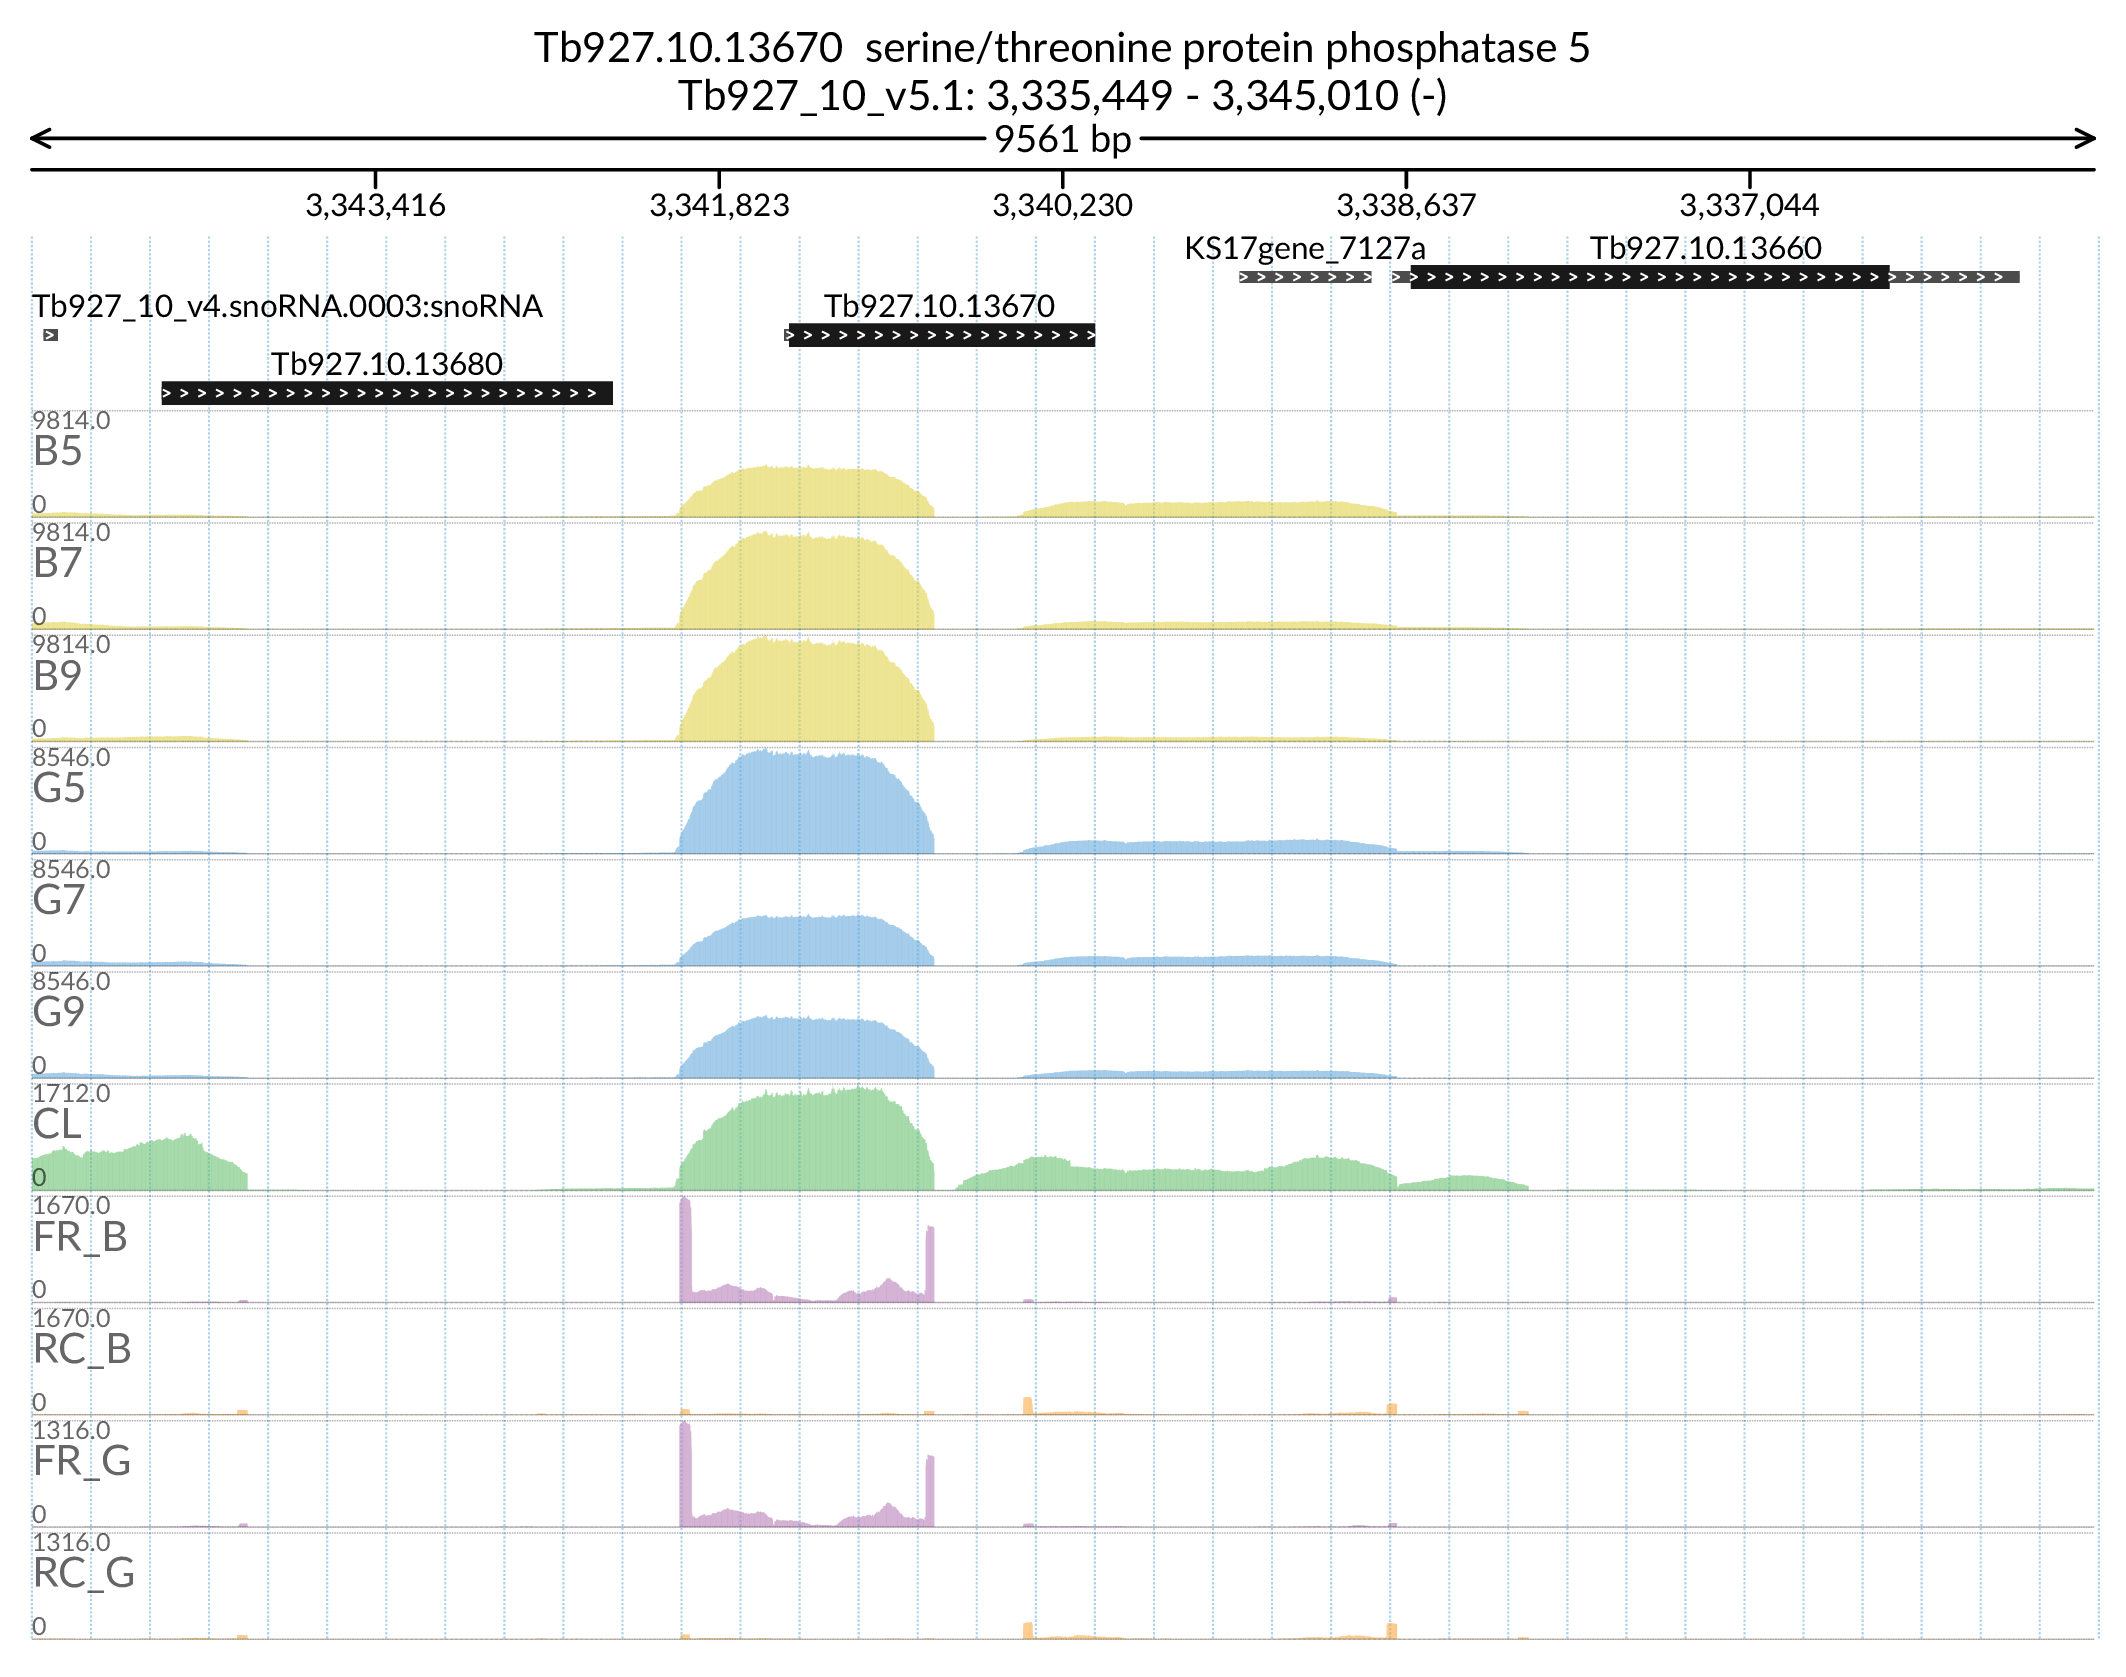 Tb927.10.13670  serine/threonine protein phosphatase 5
Tb927_10_v5.1: 3,335,449 - 3,345,010 (-)
9561 bp
3,343,416 3,341,823 3,340,230 3,338,637 3,337,044
KS17gene_7127a Tb927.10.13660
Tb927_10_v4.snoRNA.0003:snoRNA Tb927.10.13670
Tb927.10.13680
9814.0
B5
0
9814.0
B7
0
9814.0
B9
0
8546.0
G5
0
8546.0
G7
0
8546.0
G9
0
1712.0
CL
0
1670.0
FR_B
0
1670.0
RC_B
0
1316.0
FR_G
0
1316.0
RC_G
0